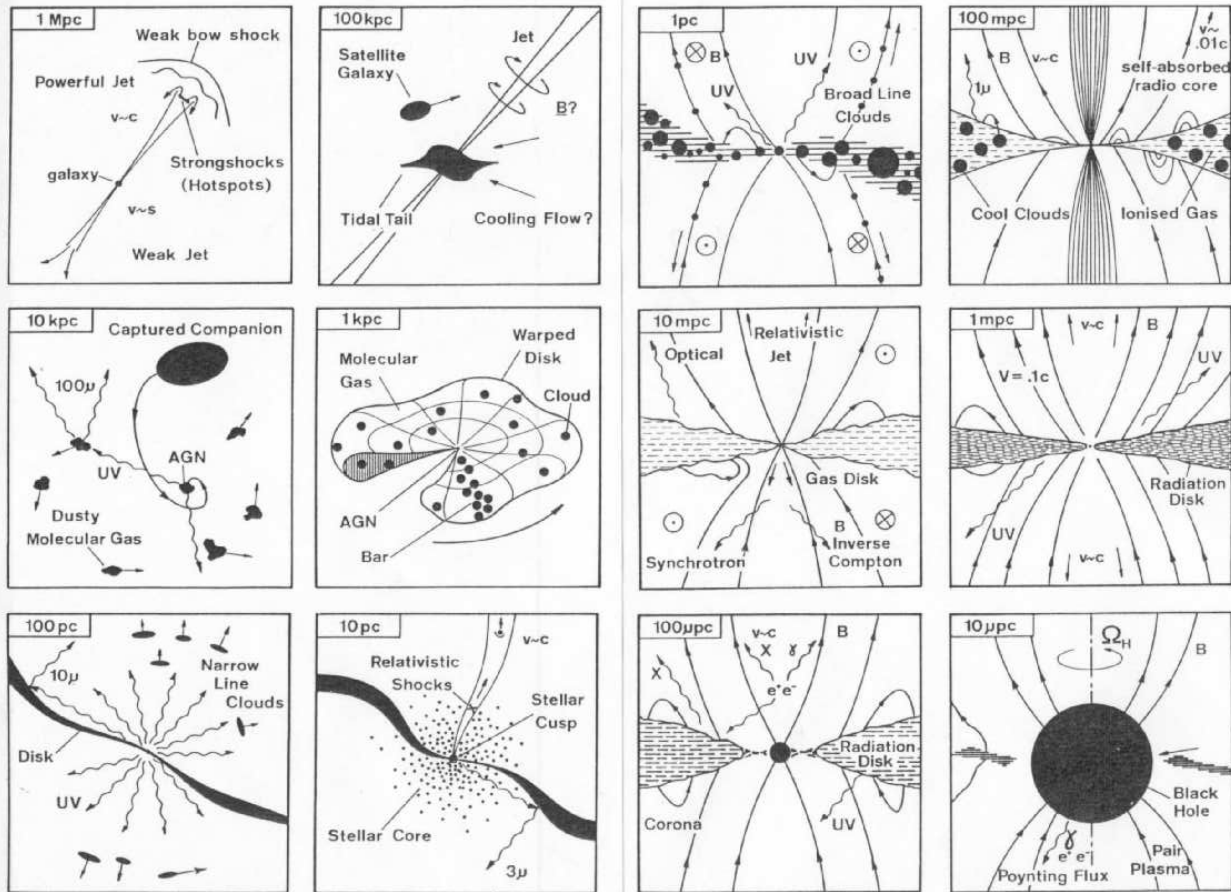 1 Mpc
Weak bow shock
Powerful Jet
v~c
Strongshocks
(Hotspots)
galaxy
v~s
Weak Jet
100 kpc
Jet
Satellite
Galaxy
B?
Tidal Tail
Cooling Flow?
1pc
B
UV
UV
Broad Line
Clouds
100 mpc
B
v~c
v~
.01c
1μ
self-absorbed
radio core
Cool Clouds
Ionised Gas
10 kpc
Captured Companion
100μ
UV
AGN
Dusty
Molecular Gas
1 kpc
Warped
Disk
Molecular
Gas
Cloud
AGN
Bar
10 mpc
Relativistic
Jet
Optical
Gas Disk
B
Synchrotron
Inverse
Compton
1 mpc
v~c
B
UV
V = .1c
Radiation
Disk
UV
v~c
100 pc
10μ
Narrow
Line
Clouds
Disk
UV
10 pc
v~c
Relativistic
Shocks
Stellar
Cusp
Stellar Core
3μ
100μpc
v~c
B
X
X
γ
e⁺e⁻
Radiation
Disk
Corona
UV
10 μpc
Ω_H
B
Black
Hole
γ
e⁺ e⁻
Pair
Plasma
Poynting Flux